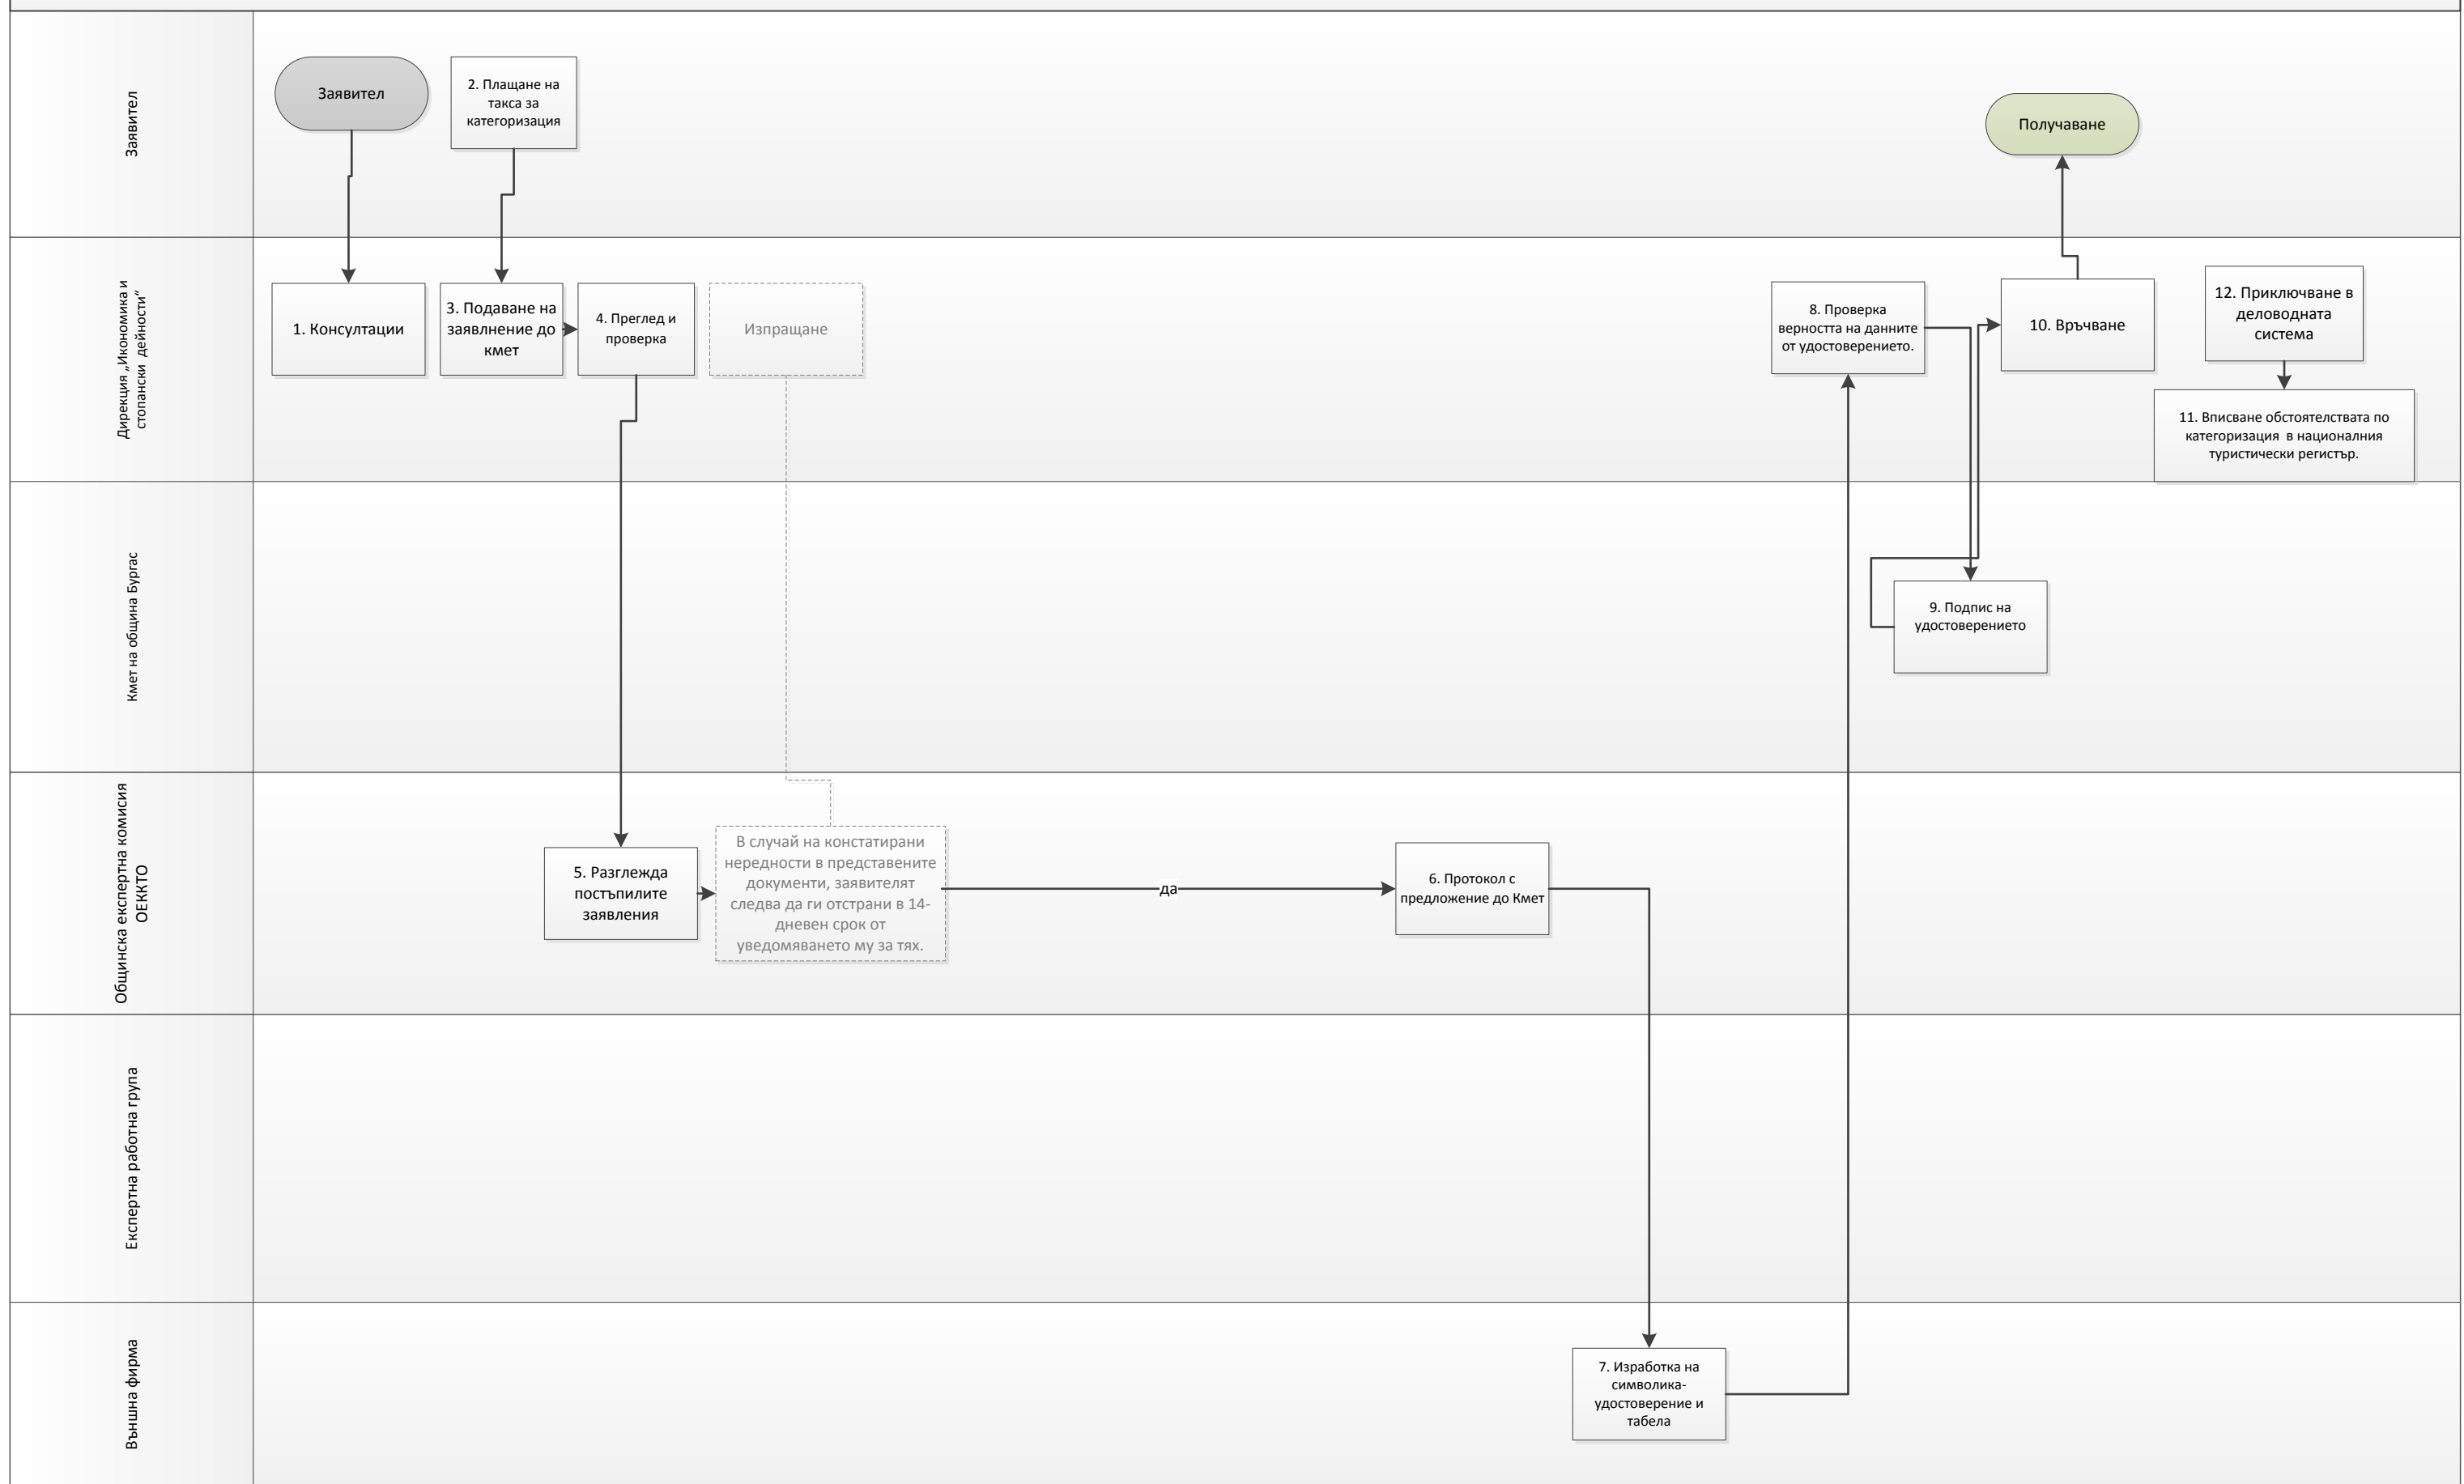 Заявител
Заявител
2. Плащане на
такса за
категоризация
Получаване
Дирекция „Икономика и
стопански дейности“
1. Консултации
3. Подаване на
заявлнение до
кмет
4. Преглед и
проверка
Изпращане
8. Проверка
верността на данните
от удостоверението.
10. Връчване
12. Приключване в
деловодната
система
11. Вписване обстоятелствата по
категоризация в националния
туристически регистър.
Кмет на община Бургас
9. Подпис на
удостоверението
Общинска експертна комисия
ОЕККТО
5. Разглежда
постъпилите
заявления
В случай на констатирани
нередности в представените
документи, заявителят
следва да ги отстрани в 14-
дневен срок от
уведомяването му за тях.
да
6. Протокол с
предложение до Кмет
Експертна работна група
Външна фирма
7. Изработка на
символика-
удостоверение и
табела